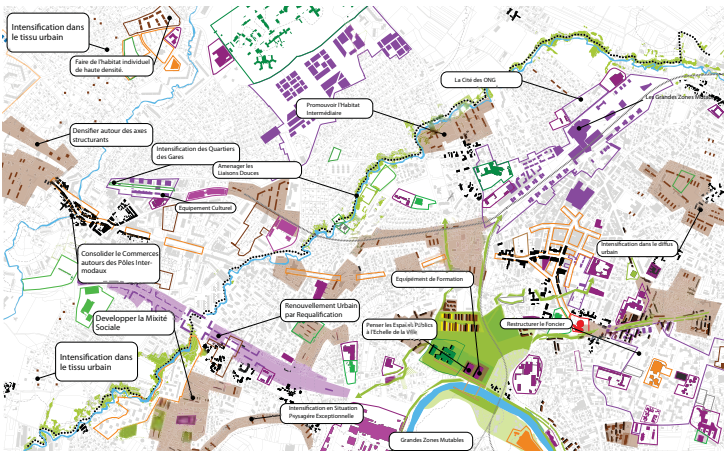 Intensification dans
le tissu urbain
Faire de l'habitat individuel
de haute densité.
La Cité des ONG
Les Grandes Zones Mutables
Promouvoir l'Habitat
Intermédiaire
Densifier autour des axes
structurants
Intensification des Quartiers
des Gares
Amenager les
Liaisons Douces
Equipement Culturel
Intensification dans le diffus
urbain
Consolider le Commerces
autours des Pôles Inter-
modaux
Equipément de Formation
Renouvellement Urbain
par Requalification
Developper la Mixité
Sociale
Penser les Espaces Publics
à l'Echelle de la Ville
Restructurer le Foncier
Intensification dans
le tissu urbain
Intensification en Situation
Paysagère Exceptionnelle
Grandes Zones Mutables